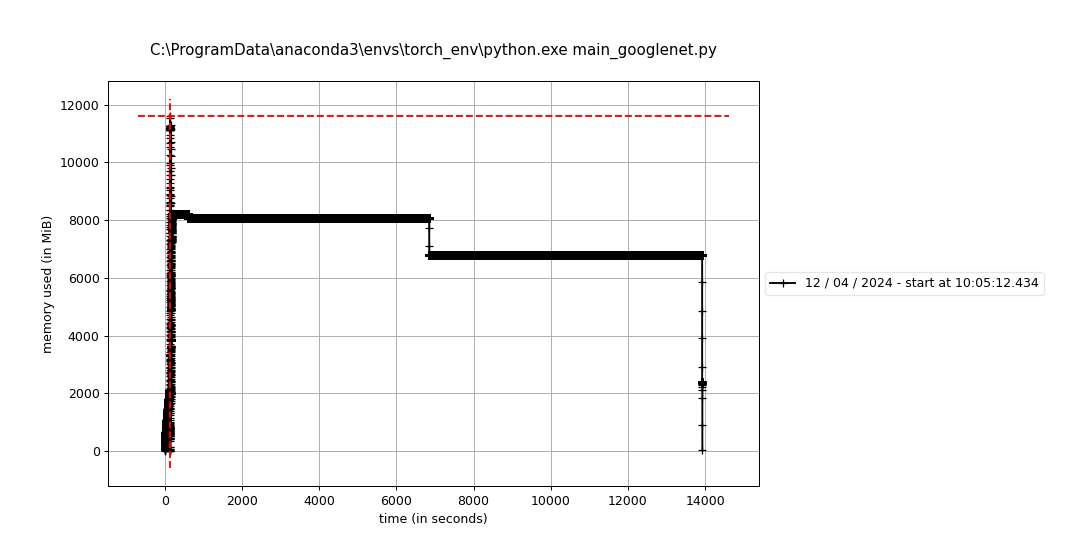 C:\ProgramData\anaconda3\envs\torch_env\python.exe main_googlenet.py
12000
10000
8000
6000
4000
2000
0
memory used (in MiB)
0 2000 4000 6000 8000 10000 12000 14000
time (in seconds)
12 / 04 / 2024 - start at 10:05:12.434